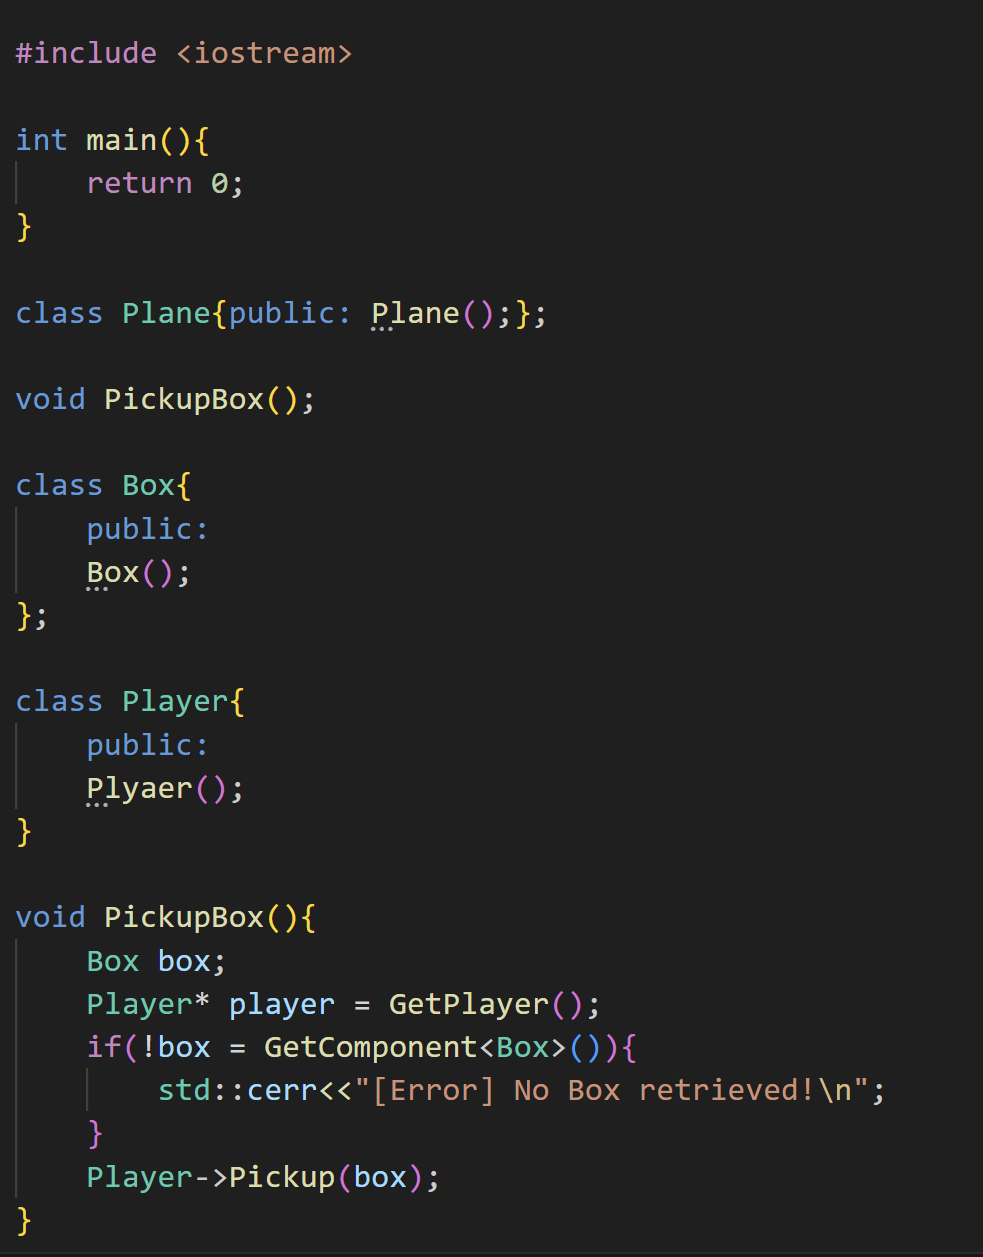 #include <iostream>
int main(){
    return 0;
}
class Plane{public: Plane();};
void PickupBox();
class Box{
    public:
    Box();
};
class Player{
    public:
    Plyaer();
}
void PickupBox(){
    Box box;
    Player* player = GetPlayer();
    if(!box = GetComponent<Box>()){
        std::cerr<<"[Error] No Box retrieved!\n";
    }
    Player->Pickup(box);
}